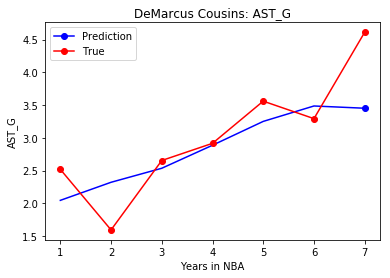 DeMarcus Cousins: AST_G
Prediction
True
4.5
4.0
3.5
3.0
2.5
2.0
1.5
AST_G
1 2 3 4 5 6 7
Years in NBA